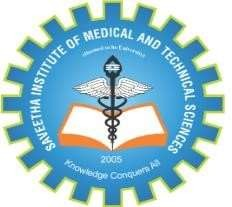 SAVEETHA INSTITUTE OF MEDICAL AND TECHNICAL SCIENCES
(Deemed to be University)
2005
Knowledge Conquers All